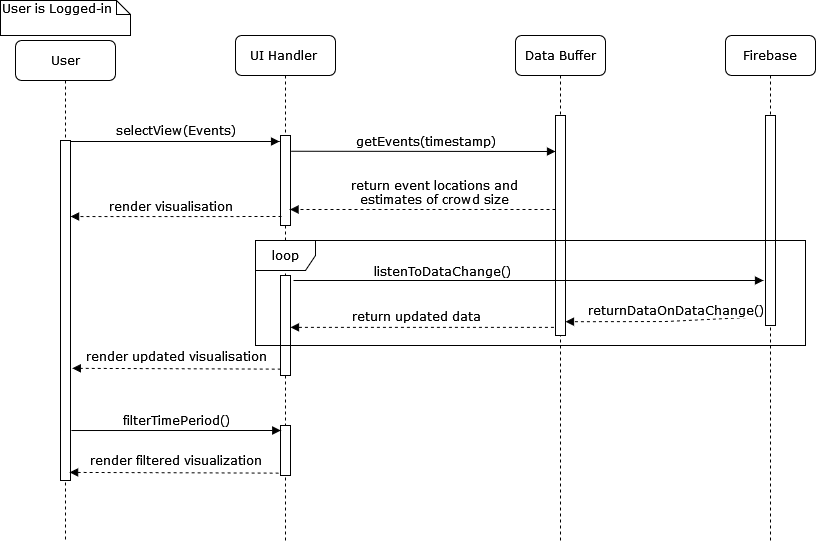 User is Logged-in
User
UI Handler
Data Buffer
Firebase
selectView(Events)
getEvents(timestamp)
return event locations and
estimates of crowd size
render visualisation
loop
listenToDataChange()
returnDataOnDataChange()
return updated data
render updated visualisation
filterTimePeriod()
render filtered visualization